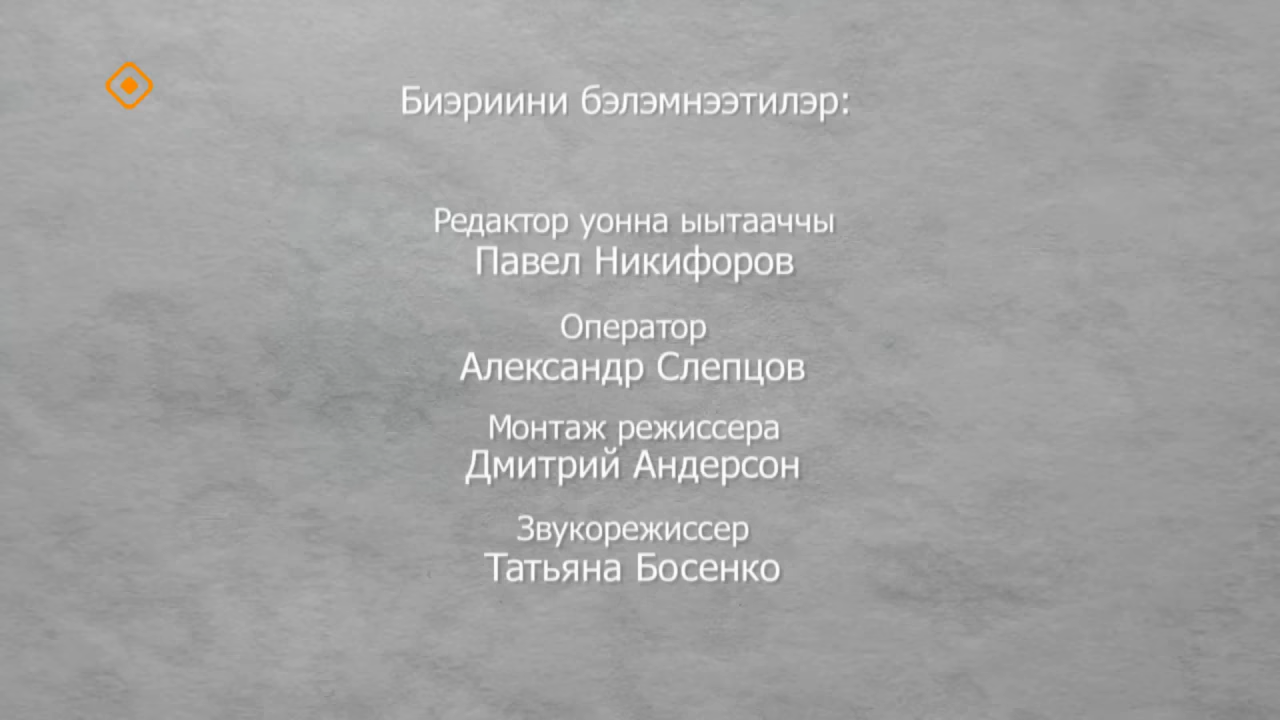 Биэриини бэлэмнээтилэр:
Редактор уонна ыытааччы
Павел Никифоров
Оператор
Александр Слепцов
Монтаж режиссера
Дмитрий Андерсон
Звукорежиссер
Татьяна Босенко